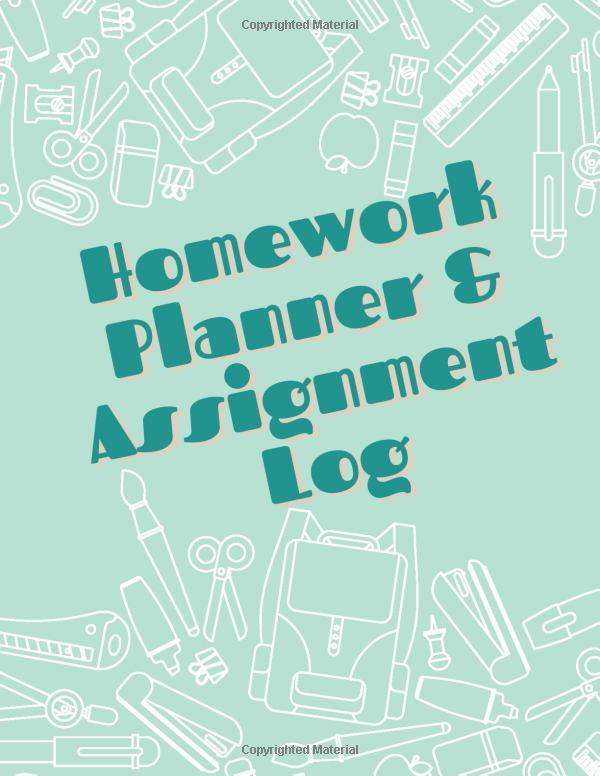 Copyrighted Material
Homework
Planner &
Assignment
Log
Copyrighted Material